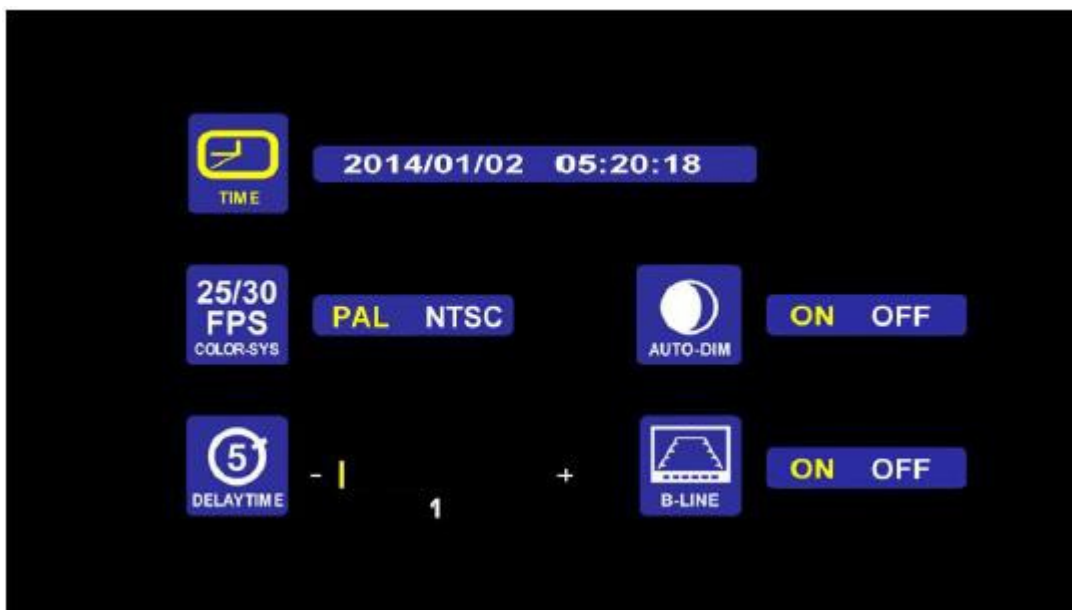 2014/01/02 05:20:18
TIME
25/30
FPS
COLOR-SYS
PAL NTSC
AUTO-DIM
ON OFF
5
DELAYTIME
- +
1
B-LINE
ON OFF